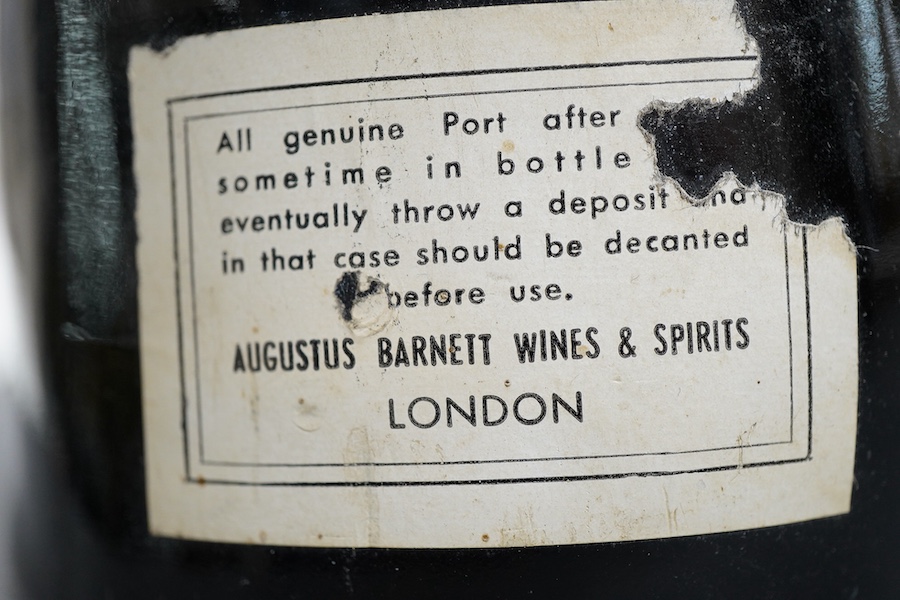 All genuine Port after
sometime in bottle
eventually throw a deposit
in that case should be decanted
before use.
AUGUSTUS BARNETT WINES & SPIRITS
LONDON